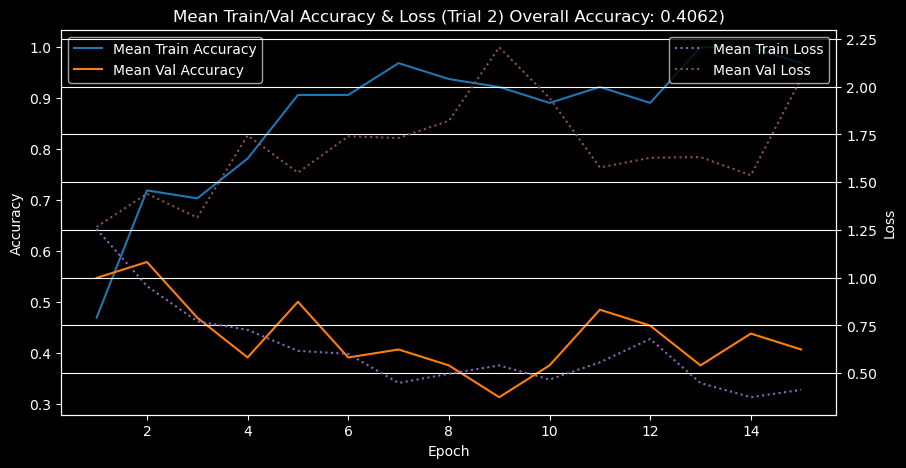 Mean Train/Val Accuracy & Loss (Trial 2) Overall Accuracy: 0.4062)
Mean Train Accuracy
Mean Val Accuracy
Mean Train Loss
Mean Val Loss
1.0
0.9
0.8
0.7
0.6
0.5
0.4
0.3
Accuracy
2.25
2.00
1.75
1.50
1.25
1.00
0.75
0.50
Loss
2 4 6 8 10 12 14
Epoch